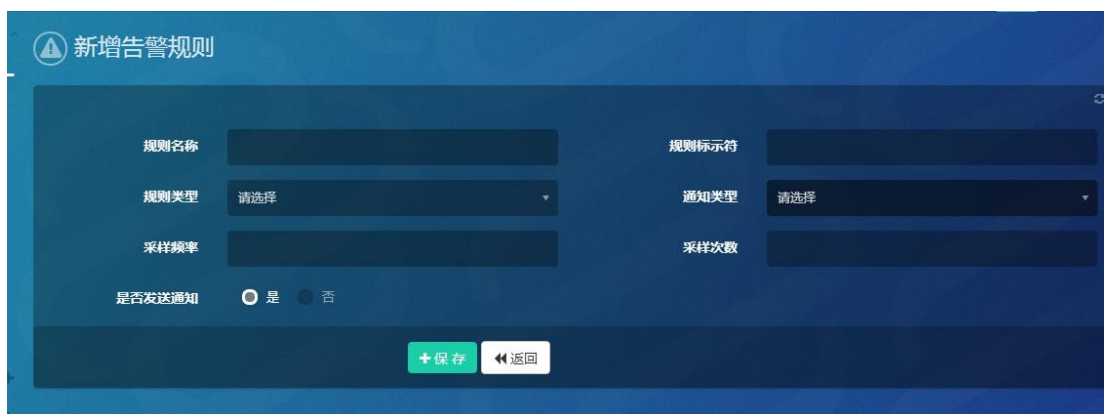 新增告警规则
规则名称 规则标示符
规则类型 请选择 通知类型 请选择
采样频率 采样次数
是否发送通知 是 否
保存 返回